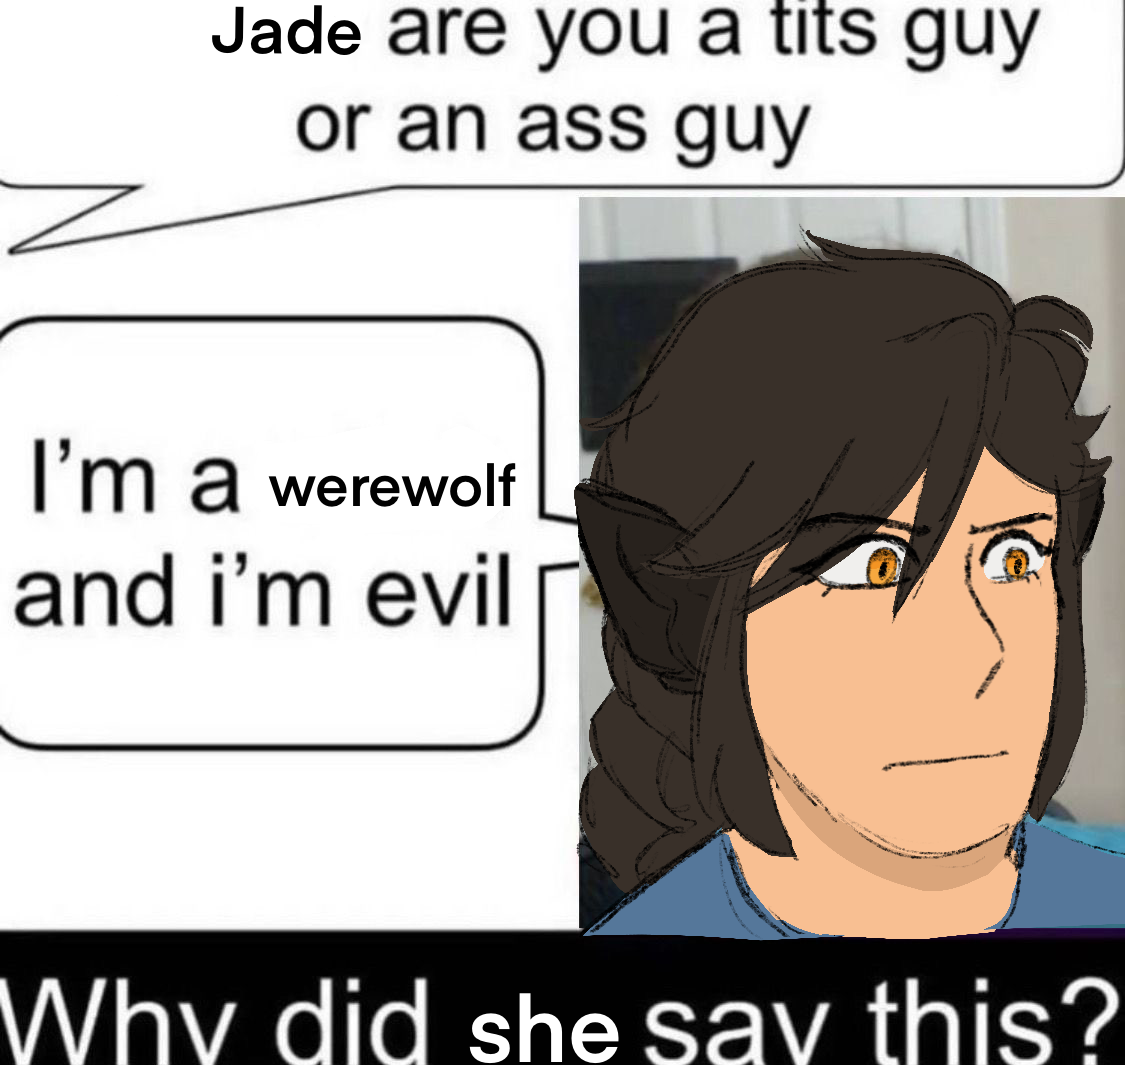 Jade are you a tits guy
or an ass guy
I'm a werewolf
and i'm evil
Why did she say this?